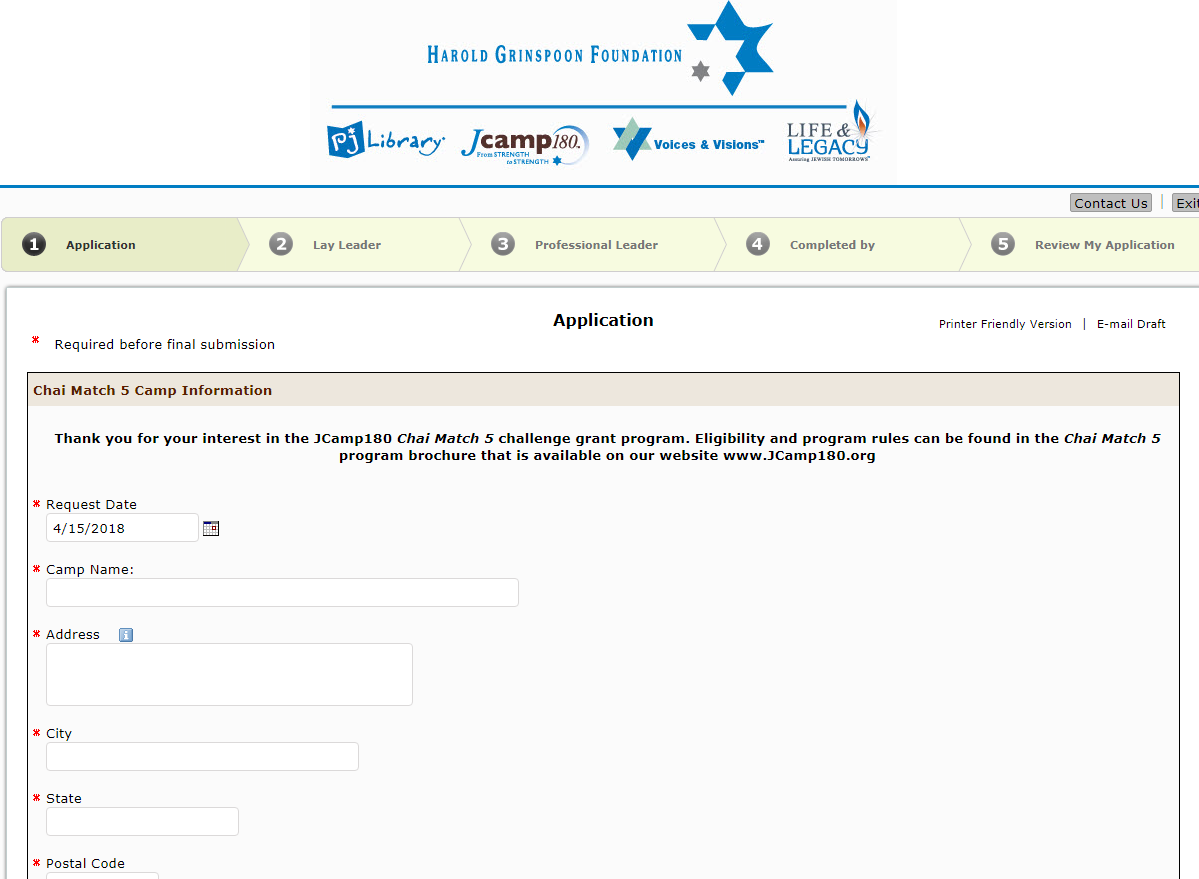 HAROLD GRINSPOON FOUNDATION
PJ Library
Jcamp180.
From STRENGTH
to STRENGTH
Voices & Visions™
LIFE &
LEGACY
Assuring JEWISH TOMORROWS
Contact Us | Exit
1 Application 2 Lay Leader 3 Professional Leader 4 Completed by 5 Review My Application
Application
Printer Friendly Version | E-mail Draft
* Required before final submission
Chai Match 5 Camp Information
Thank you for your interest in the JCamp180 Chai Match 5 challenge grant program. Eligibility and program rules can be found in the Chai Match 5
program brochure that is available on our website www.JCamp180.org
* Request Date
4/15/2018
* Camp Name:
* Address i
* City
* State
* Postal Code